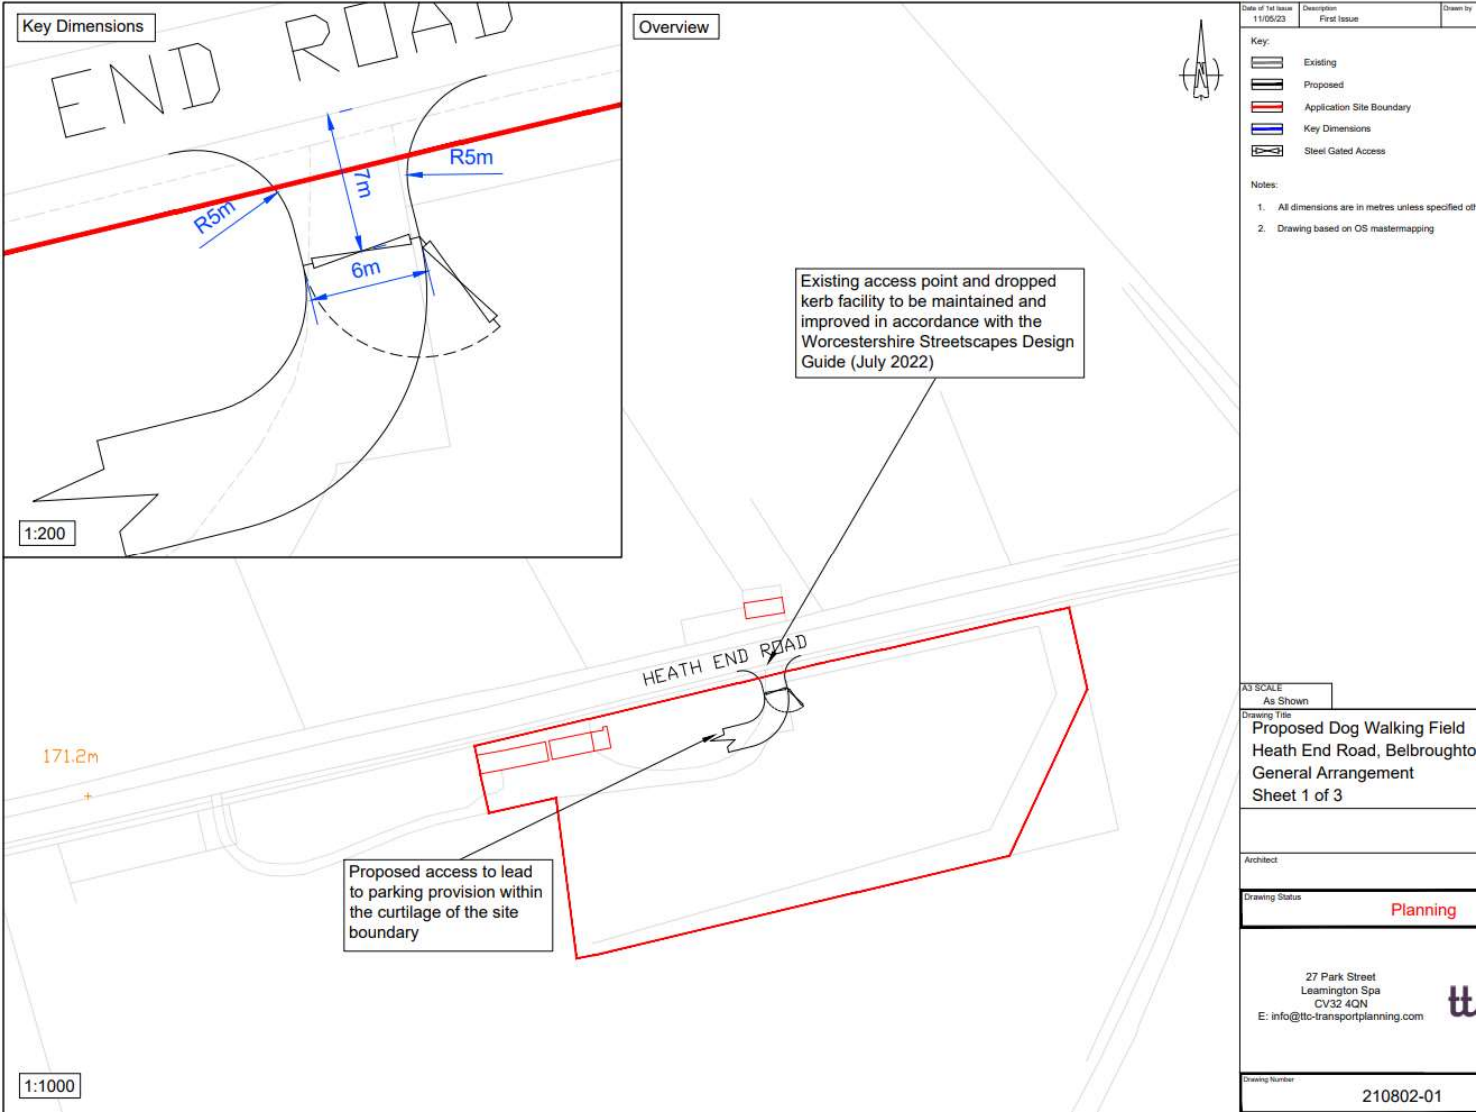 Key Dimensions
END ROAD
R5m
7m
R5m
6m
1:200
Overview
N
Existing access point and dropped
kerb facility to be maintained and
improved in accordance with the
Worcestershire Streetscapes Design
Guide (July 2022)
HEATH END ROAD
171.2m
Proposed access to lead
to parking provision within
the curtilage of the site
boundary
1:1000
Date of 1st Issue
11/05/23
Description
First Issue
Drawn by
Key:
Existing
Proposed
Application Site Boundary
Key Dimensions
Steel Gated Access
Notes:
1. All dimensions are in metres unless specified oth
2. Drawing based on OS mastermapping
A3 SCALE
As Shown
Drawing Title
Proposed Dog Walking Field
Heath End Road, Belbroughto
General Arrangement
Sheet 1 of 3
Architect
Drawing Status
Planning
27 Park Street
Leamington Spa
CV32 4QN
E: info@ttc-transportplanning.com
tt
Drawing Number
210802-01